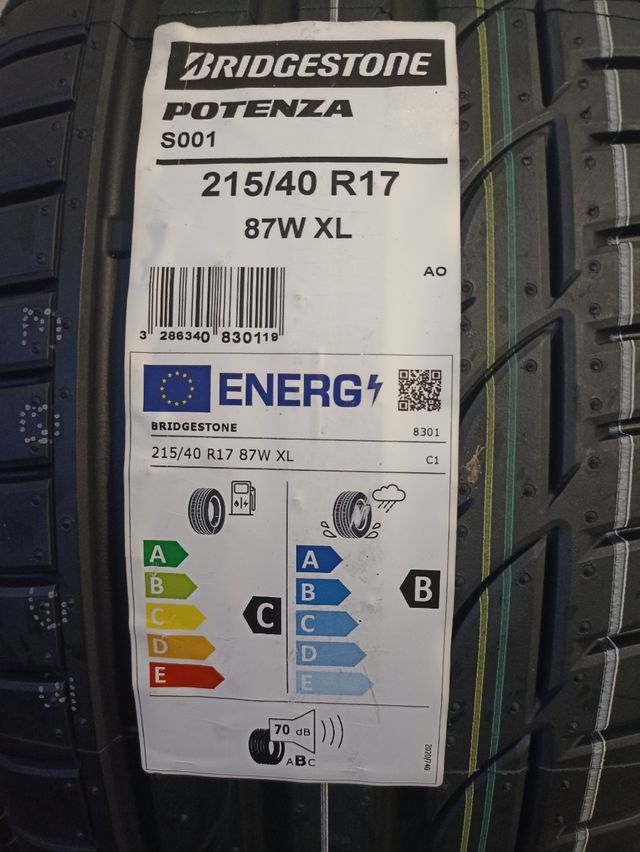 BRIDGESTONE
POTENZA
S001
215/40 R17
87W XL
AO
3 286340 830119
ENERG
BRIDGESTONE 8301
215/40 R17 87W XL C1
A
B
C
D
E
C
A
B
C
D
E
B
70 dB
ABC
2020/740